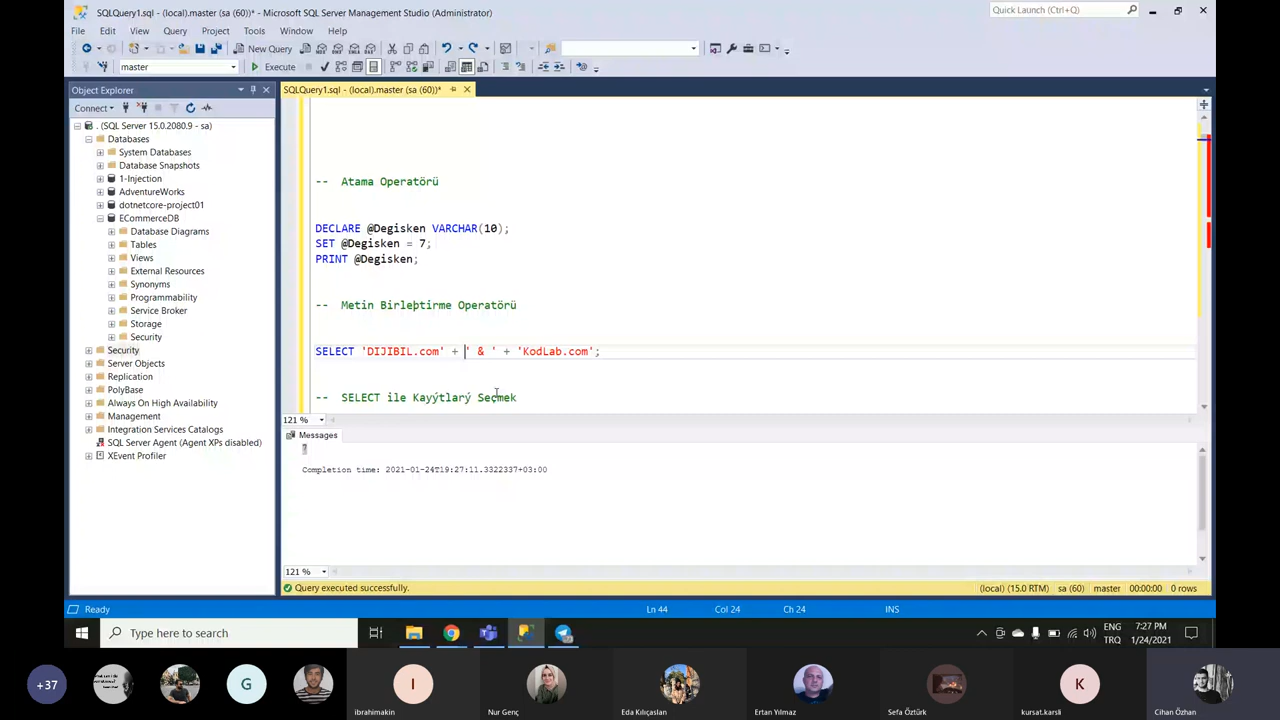 SQLQuery1.sql - (local).master (sa (60))* - Microsoft SQL Server Management Studio (Administrator)
Quick Launch (Ctrl+Q)
File Edit View Query Project Tools Window Help
New Query
master
Execute
Object Explorer
SQLQuery1.sql - (local).master (sa (60))*
Connect
. (SQL Server 15.0.2080.9 - sa)
Databases
System Databases
Database Snapshots
1-Injection
AdventureWorks
dotnetcore-project01
ECommerceDB
Database Diagrams
Tables
Views
External Resources
Synonyms
Programmability
Service Broker
Storage
Security
Security
Server Objects
Replication
PolyBase
Always On High Availability
Management
Integration Services Catalogs
SQL Server Agent (Agent XPs disabled)
XEvent Profiler
-- Atama Operatörü
DECLARE @Degisken VARCHAR(10);
SET @Degisken = 7;
PRINT @Degisken;
-- Metin Birleþtirme Operatörü
SELECT 'DIJIBIL.com' + ' & ' + 'KodLab.com';
-- SELECT ile Kayýtlarý Seçmek
121 %
Messages
7
Completion time: 2021-01-24T19:27:11.3322337+03:00
121 %
Query executed successfully.
(local) (15.0 RTM) sa (60) master 00:00:00 0 rows
Ready
Ln 44 Col 24 Ch 24 INS
Type here to search
ENG
TRQ
7:27 PM
1/24/2021
+37
G
I
K
ibrahimakin
Nur Genç
Eda Kılıçaslan
Ertan Yılmaz
Sefa Öztürk
kursat.karsli
Cihan Özhan